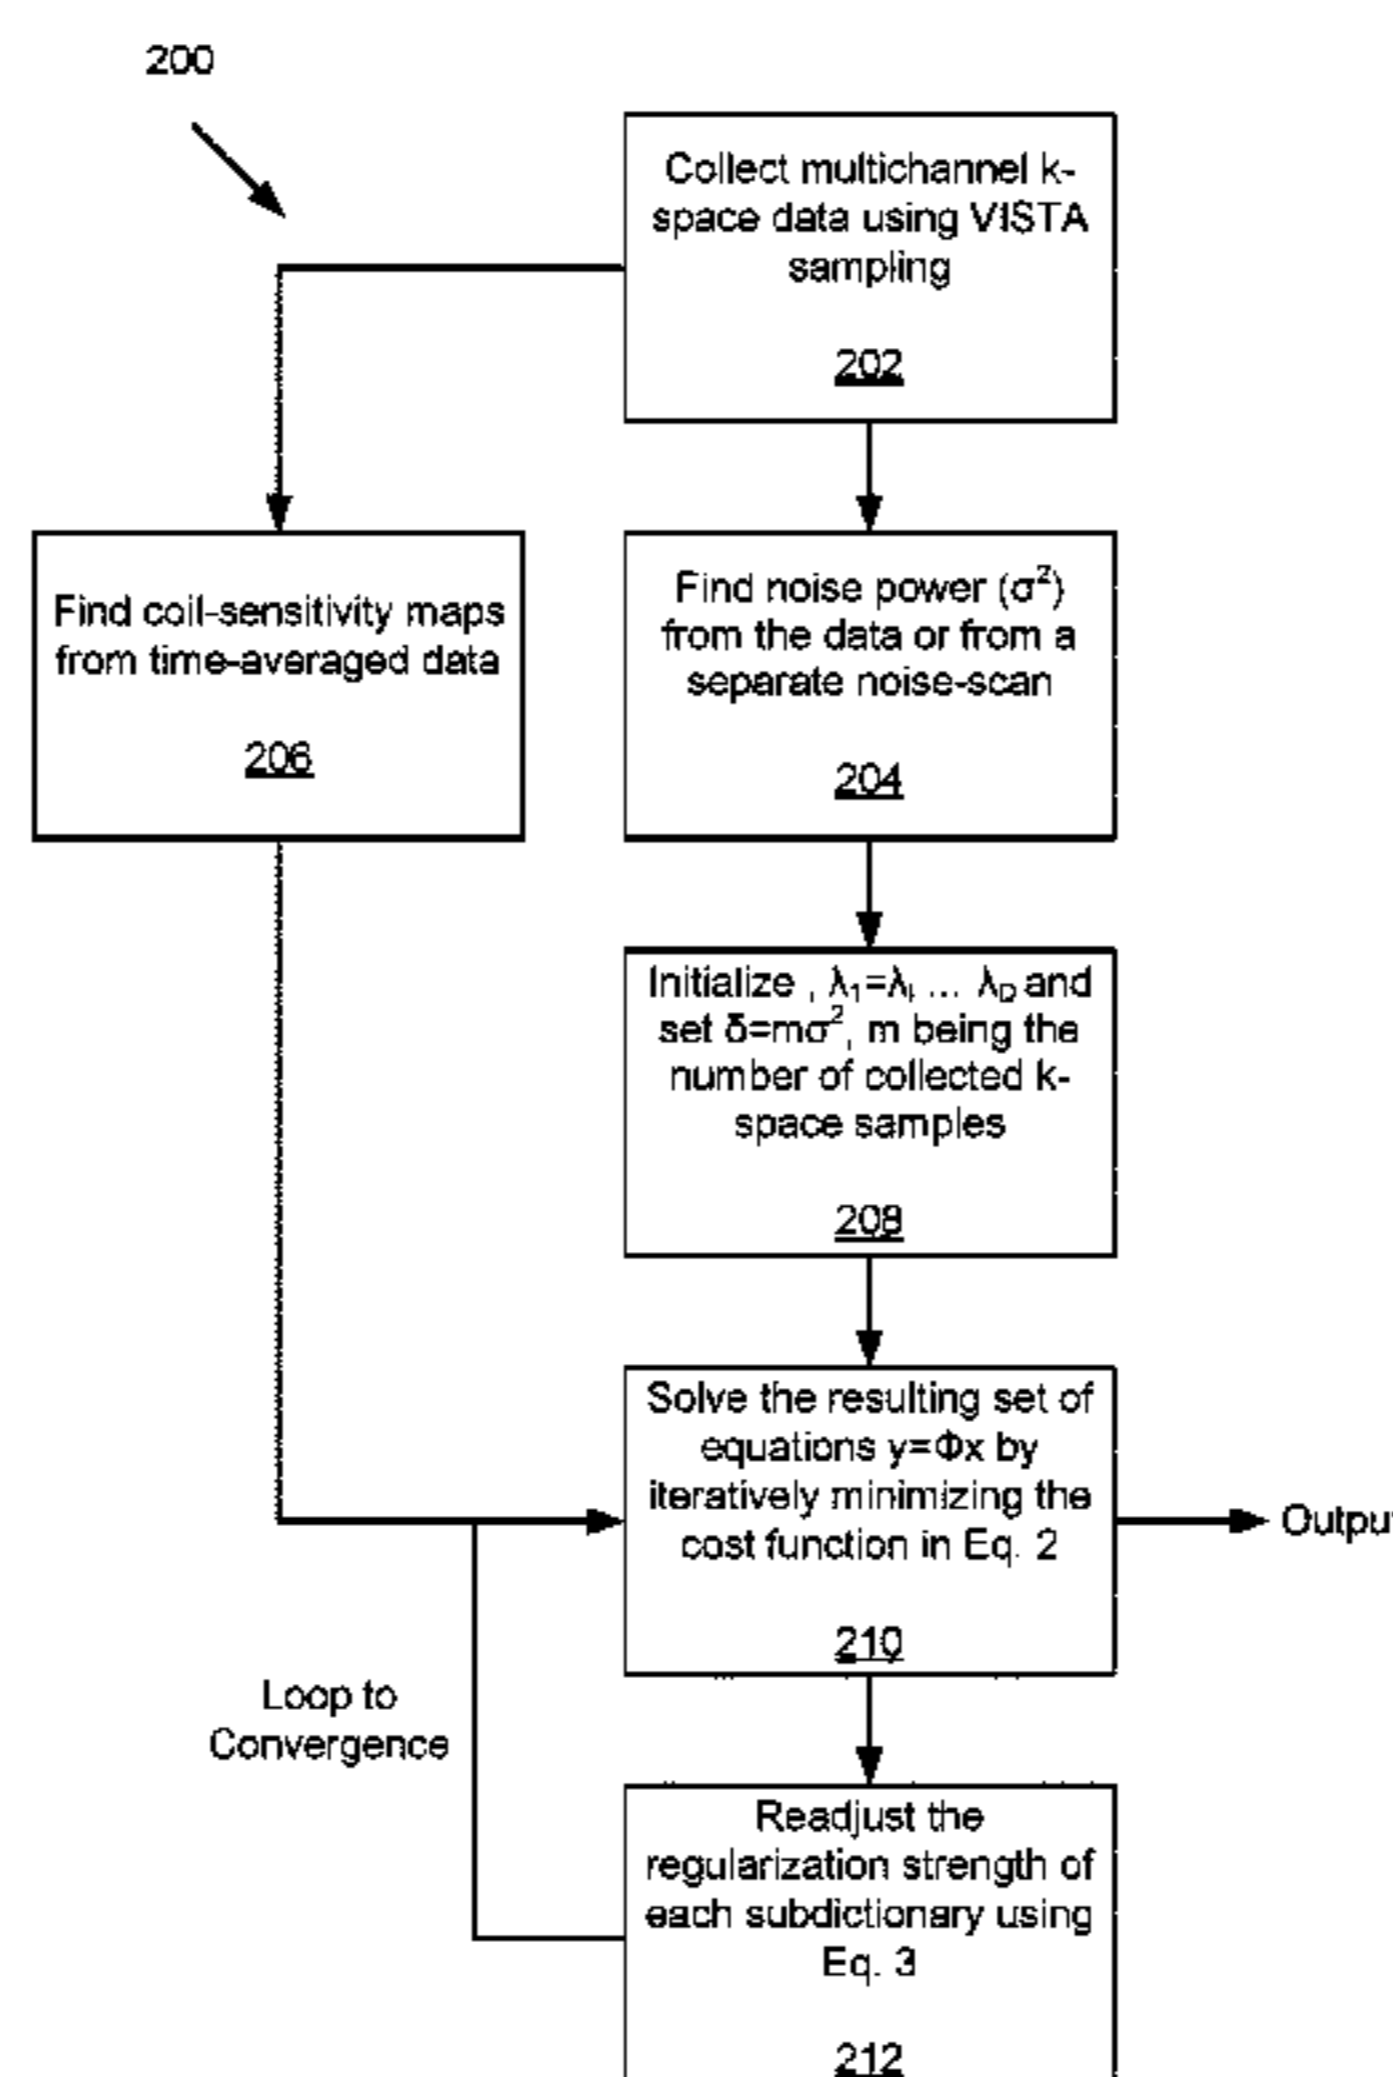 200
Collect multichannel k-
space data using VISTA
sampling
202
Find coil-sensitivity maps
from time-averaged data
206
Find noise power (σ²)
from the data or from a
separate noise-scan
204
Initialize , λ₁=λᵢ ... λ_D and
set δ=mσ², m being the
number of collected k-
space samples
208
Solve the resulting set of
equations y=Φx by
iteratively minimizing the
cost function in Eq. 2
210
Output
Loop to
Convergence
Readjust the
regularization strength of
each subdictionary using
Eq. 3
212